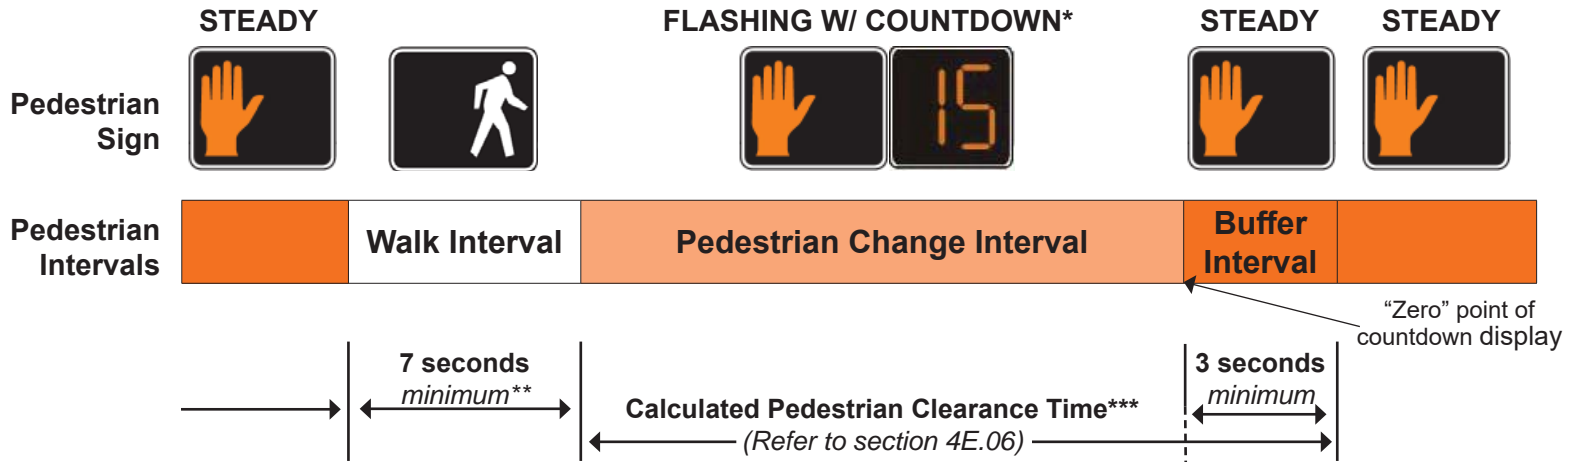 STEADY
FLASHING W/ COUNTDOWN*
STEADY
STEADY
Pedestrian
Sign
15
Pedestrian
Intervals
Walk Interval
Pedestrian Change Interval
Buffer
Interval
“Zero” point of
countdown display
7 seconds
minimum**
3 seconds
minimum
Calculated Pedestrian Clearance Time***
(Refer to section 4E.06)